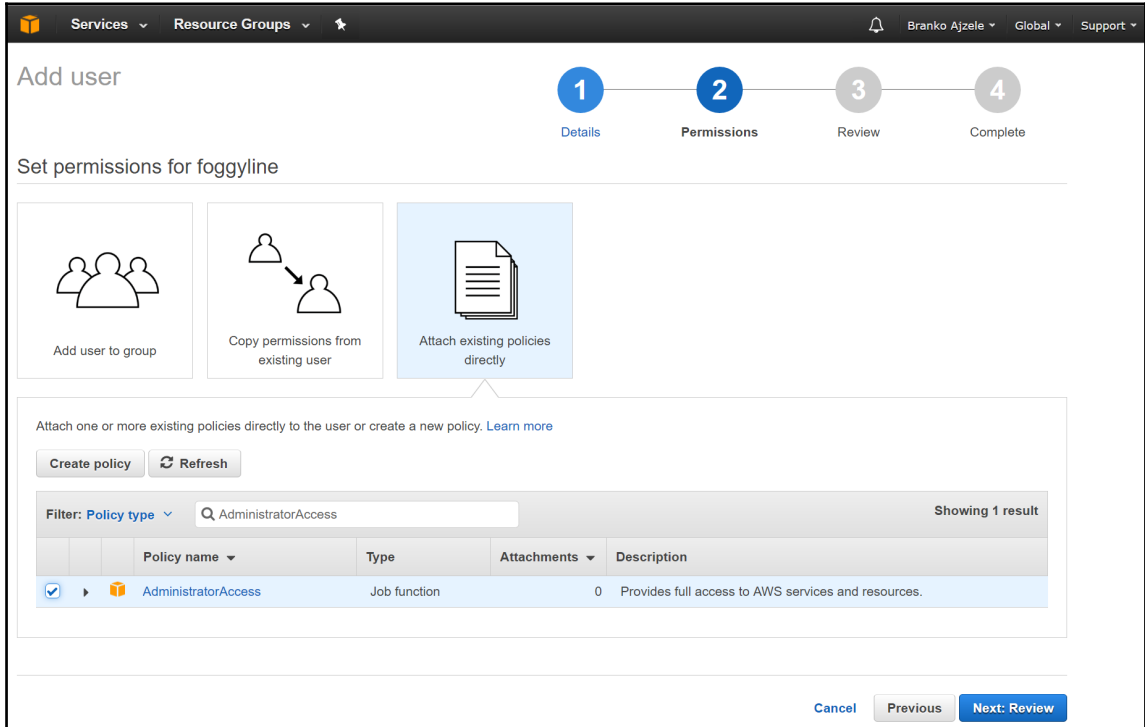 Services Resource Groups Branko Ajzele Global Support
Add user
1 2 3 4
Details Permissions Review Complete
Set permissions for foggyline
Add user to group
Copy permissions from
existing user
Attach existing policies
directly
Attach one or more existing policies directly to the user or create a new policy. Learn more
Create policy Refresh
Filter: Policy type AdministratorAccess Showing 1 result
Policy name Type Attachments Description
AdministratorAccess Job function 0 Provides full access to AWS services and resources.
Cancel Previous Next: Review